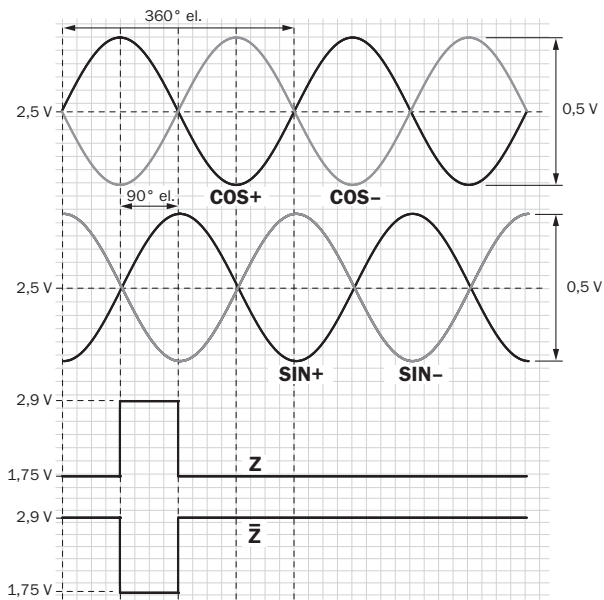 360° el.
2,5 V
0,5 V
COS+
COS–
90° el.
2,5 V
0,5 V
SIN+
SIN–
2,9 V
Z
1,75 V
2,9 V
Z̅
1,75 V